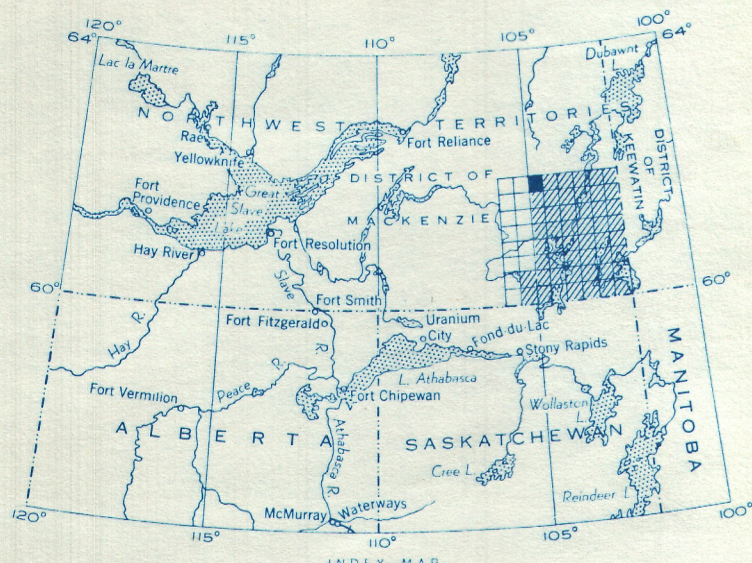 120°
115°
110°
105°
100°
64°
64°
Lac la Martre
Dubawnt
L.
NORTHWEST TERRITORIES
Rae
Fort Reliance
Yellowknife
DISTRICT OF
MACKENZIE
DISTRICT
OF
KEEWATIN
Great
Slave
Lake
Fort
Providence
Fort Resolution
Hay River
Slave
R.
60°
60°
Fort Smith
Fort Fitzgerald
Uranium
City
Fond du Lac
Stony Rapids
Hay R.
Peace R.
L. Athabasca
Fort Vermilion
Fort Chipewan
Wollaston
L.
MANITOBA
ALBERTA
SASKATCHEWAN
Athabasca R.
Cree L.
Reindeer L.
McMurray
Waterways
120°
115°
110°
105°
100°
INDEX MAP